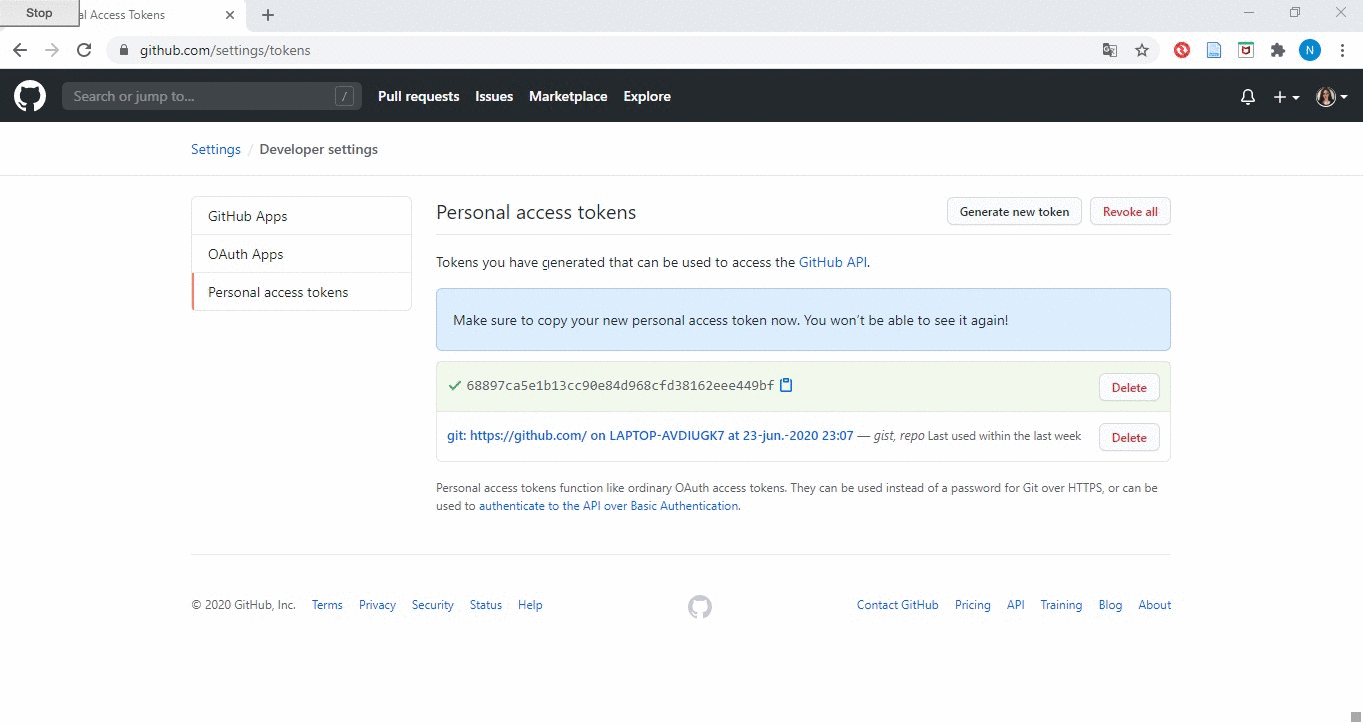 Stop
al Access Tokens
github.com/settings/tokens
N
Search or jump to... / Pull requests Issues Marketplace Explore
Settings / Developer settings
GitHub Apps
OAuth Apps
Personal access tokens
Personal access tokens Generate new token Revoke all
Tokens you have generated that can be used to access the GitHub API.
Make sure to copy your new personal access token now. You won't be able to see it again!
68897ca5e1b13cc90e84d968cfd38162eee449bf Delete
git: https://github.com/ on LAPTOP-AVDIUGK7 at 23-jun.-2020 23:07 — gist, repo Last used within the last week Delete
Personal access tokens function like ordinary OAuth access tokens. They can be used instead of a password for Git over HTTPS, or can be
used to authenticate to the API over Basic Authentication.
© 2020 GitHub, Inc. Terms Privacy Security Status Help Contact GitHub Pricing API Training Blog About